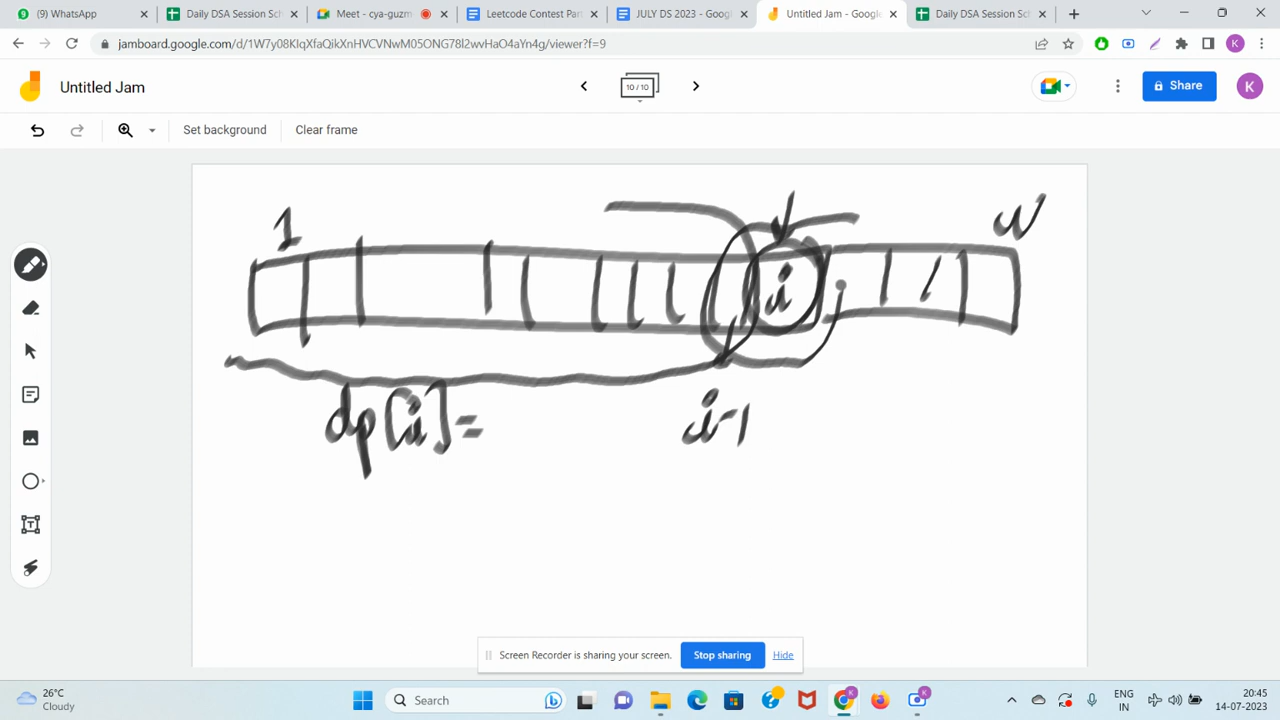 9
(9) WhatsApp
Daily DSA Session Sch
Meet - cya-guzm
Leetcode Contest Par
JULY DS 2023 - Googl
Untitled Jam - Google
Daily DSA Session Sch
jamboard.google.com/d/1W7y08KlqXfaQikXnHVCVNwM05ONG78l2wvHaO4aYn4g/viewer?f=9
K
Untitled Jam
10 / 10
Share
K
Set background
Clear frame
1
i
dp[i]=
i-1
Screen Recorder is sharing your screen.
Stop sharing
Hide
26°C
Cloudy
Search
ENG
IN
20:45
14-07-2023